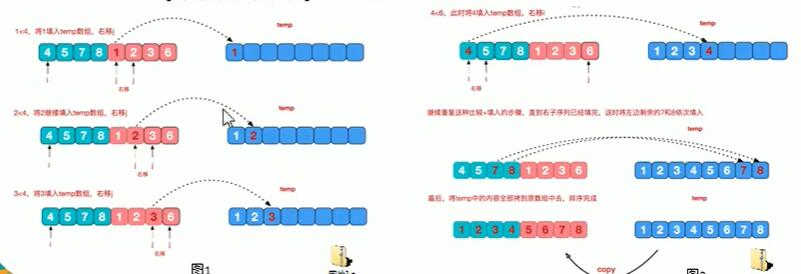 temp
1<4，将1填入temp数组，右移j
4 5 7 8 1 2 3 6
1
右移
temp
2<4，将2继续填入temp数组，右移j
4 5 7 8 1 2 3 6
1 2
右移
temp
3<4，将3填入temp数组，右移j
4 5 7 8 1 2 3 6
1 2 3
右移
图1
4<6，此时将4填入temp数组，右移i
temp
4 5 7 8 1 2 3 6
1 2 3 4
右移
继续重复这种比较+填入的步骤，直到右子序列已经填完，这时将左边剩余的7和8依次填入
temp
4 5 7 8 1 2 3 6
1 2 3 4 5 6 7 8
最后，将temp中的内容全部拷到原数组中去，排序完成
temp
1 2 3 4 5 6 7 8
1 2 3 4 5 6 7 8
copy